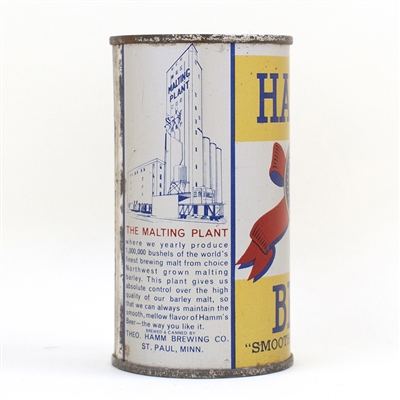 MALTING
PLANT
THE MALTING PLANT
where we yearly produce
1,000,000 bushels of the world's
finest brewing malt from choice
Northwest grown malting
barley. This plant gives us
absolute control over the high
quality of our barley malt, so
that we can always maintain the
smooth, mellow flavor of Hamm's
Beer—the way you like it.
BREWED & CANNED BY
THEO. HAMM BREWING CO.
ST. PAUL, MINN.
HA
B
"SMOOT